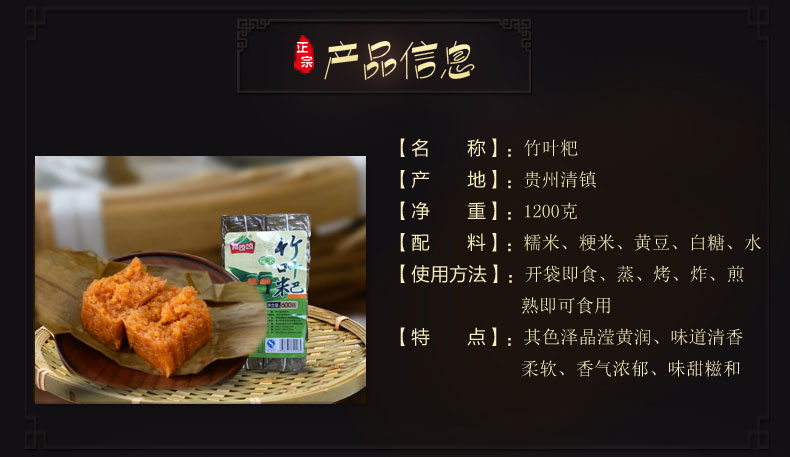 正宗 产品信息
【名 称】：竹叶粑
【产 地】：贵州清镇
【净 重】：1200克
【配 料】：糯米、粳米、黄豆、白糖、水
【使用方法】：开袋即食、蒸、烤、炸、煎
熟即可食用
【特 点】：其色泽晶滢黄润、味道清香
柔软、香气浓郁、味甜糍和
竹叶粑
600克